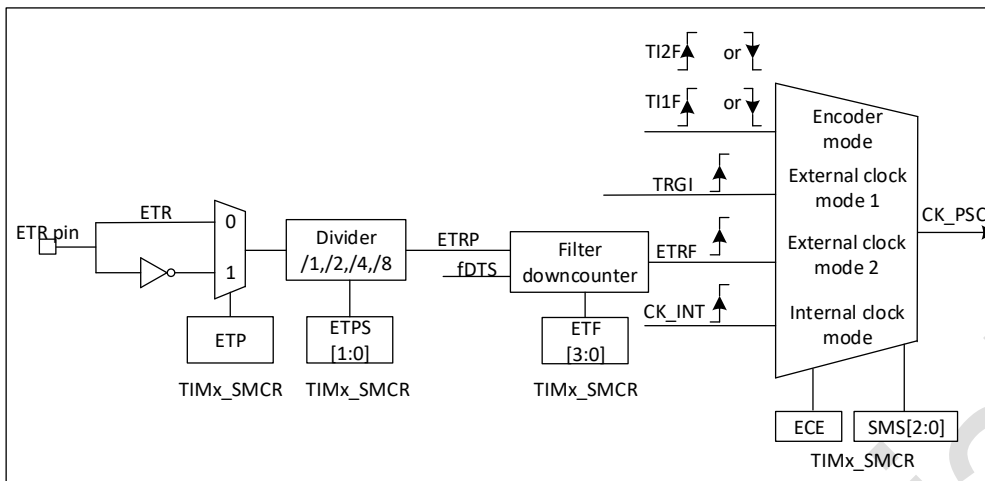 TI2F or
TI1F or
Encoder
mode
TRGI
External clock
mode 1
CK_PSC
ETR pin
ETR
0
1
Divider
/1,/2,/4,/8
ETRP
fDTS
Filter
downcounter
ETRF
External clock
mode 2
CK_INT
Internal clock
mode
ETP
ETPS
[1:0]
ETF
[3:0]
TIMx_SMCR
TIMx_SMCR
TIMx_SMCR
ECE
SMS[2:0]
TIMx_SMCR